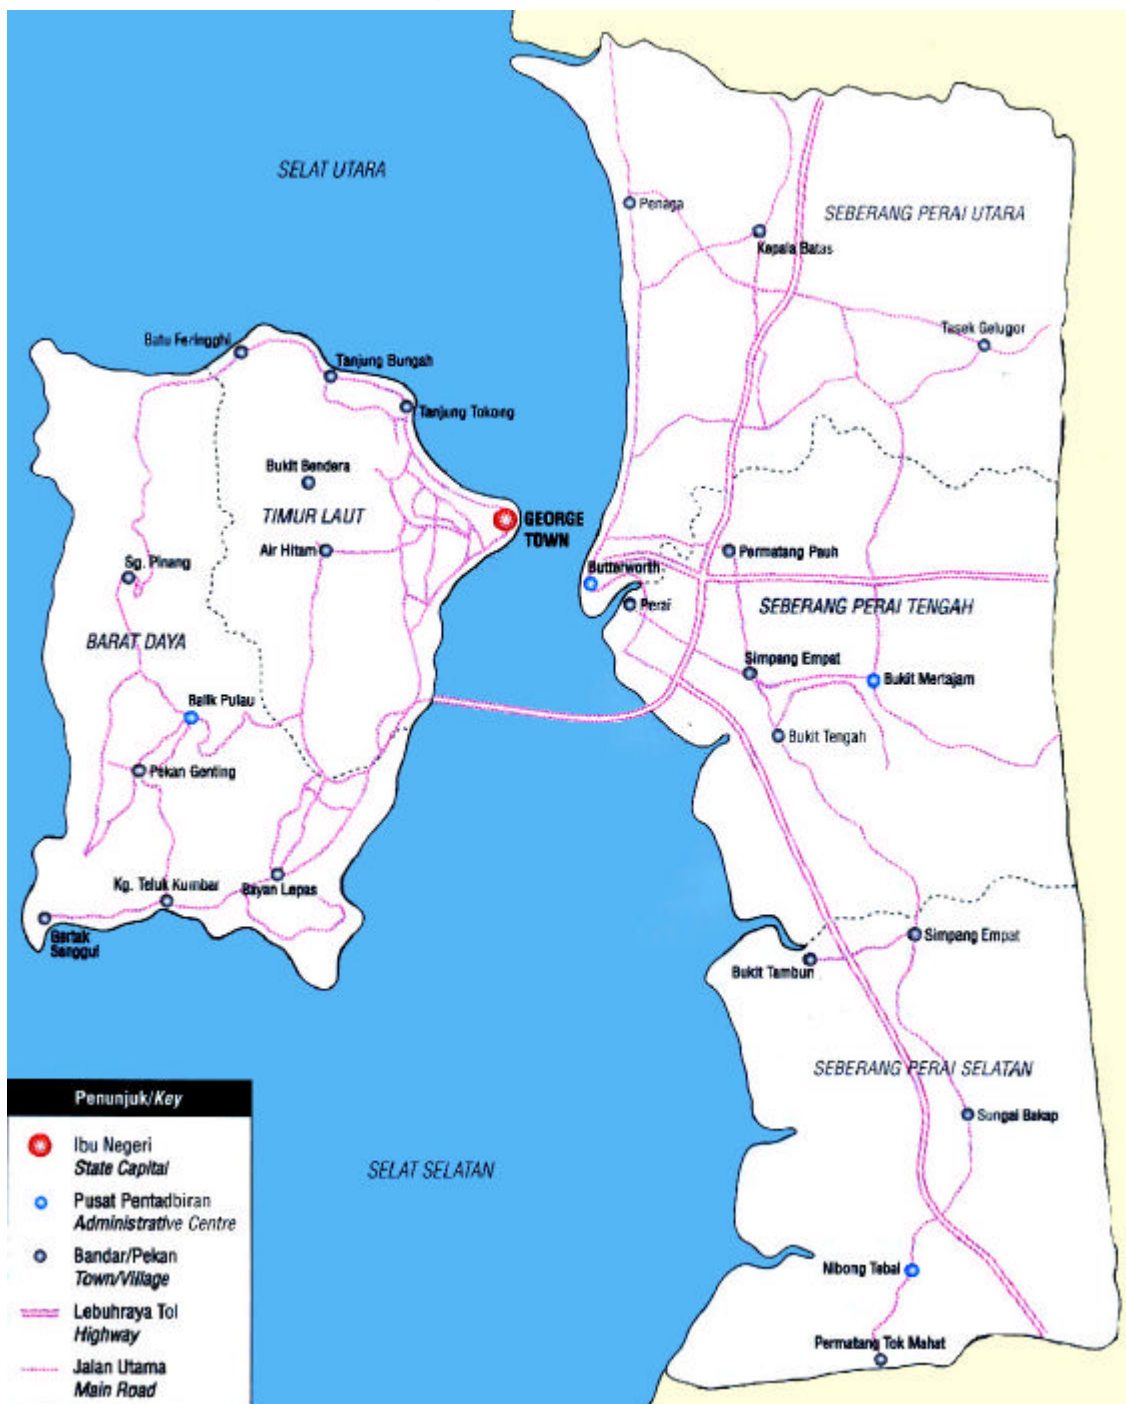 SELAT UTARA
Penaga
SEBERANG PERAI UTARA
Kepala Batas
Tasek Gelugor
Batu Feringghi
Tanjung Bungah
Tanjung Tokong
Bukit Bendera
TIMUR LAUT
GEORGE
TOWN
Air Hitam
Permatang Pauh
Sg. Pinang
Butterworth
Perai
SEBERANG PERAI TENGAH
BARAT DAYA
Simpang Empat
Bukit Mertajam
Balik Pulau
Bukit Tengah
Pekan Genting
Kg. Teluk Kumbar
Bayan Lepas
Gertak
Sanggul
Simpang Empat
Bukit Tambun
SEBERANG PERAI SELATAN
Sungai Bakap
SELAT SELATAN
Nibong Tebal
Permatang Tok Mahat
Penunjuk/Key
Ibu Negeri
State Capital
Pusat Pentadbiran
Administrative Centre
Bandar/Pekan
Town/Village
Lebuhraya Tol
Highway
Jalan Utama
Main Road